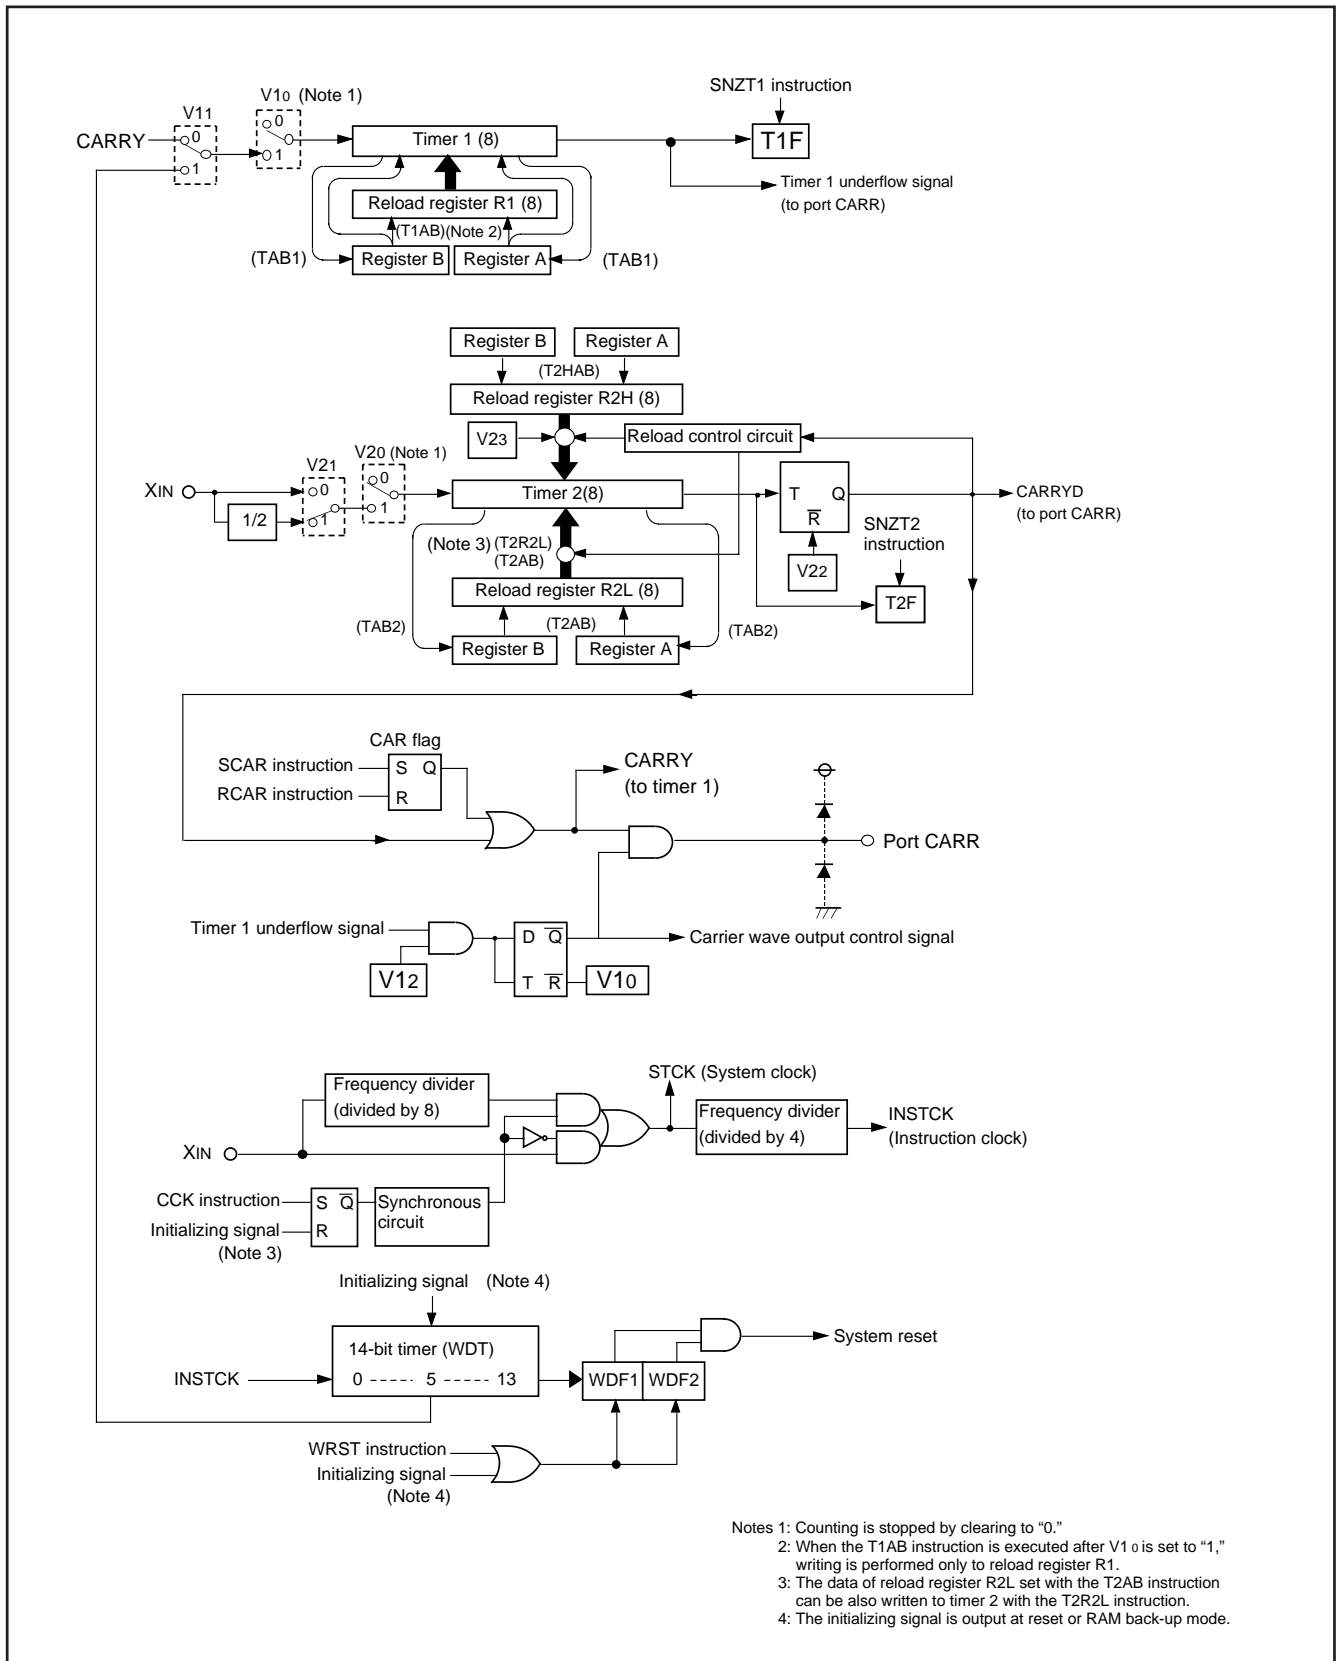 SNZT1 instruction
V10 (Note 1)
V11
CARRY
0
1
0
1
Timer 1 (8)
T1F
Timer 1 underflow signal
(to port CARR)
Reload register R1 (8)
(T1AB)(Note 2)
(TAB1)
Register B
Register A
(TAB1)
Register B
Register A
(T2HAB)
Reload register R2H (8)
V23
Reload control circuit
V20 (Note 1)
V21
XIN
0
1
1/2
0
1
Timer 2(8)
T Q
R
V22
CARRYD
(to port CARR)
SNZT2
instruction
T2F
(Note 3) (T2R2L)
(T2AB)
Reload register R2L (8)
(TAB2)
(T2AB)
(TAB2)
Register B
Register A
CAR flag
SCAR instruction
RCAR instruction
S Q
R
CARRY
(to timer 1)
Port CARR
Timer 1 underflow signal
V12
D Q
T R
V10
Carrier wave output control signal
STCK (System clock)
Frequency divider
(divided by 8)
Frequency divider
(divided by 4)
INSTCK
(Instruction clock)
XIN
CCK instruction
Initializing signal
(Note 3)
S Q
R
Synchronous
circuit
Initializing signal (Note 4)
14-bit timer (WDT)
0 ----- 5 ----- 13
INSTCK
WDF1
WDF2
System reset
WRST instruction
Initializing signal
(Note 4)
Notes 1: Counting is stopped by clearing to “0.”
2: When the T1AB instruction is executed after V1 0 is set to “1,”
writing is performed only to reload register R1.
3: The data of reload register R2L set with the T2AB instruction
can be also written to timer 2 with the T2R2L instruction.
4: The initializing signal is output at reset or RAM back-up mode.